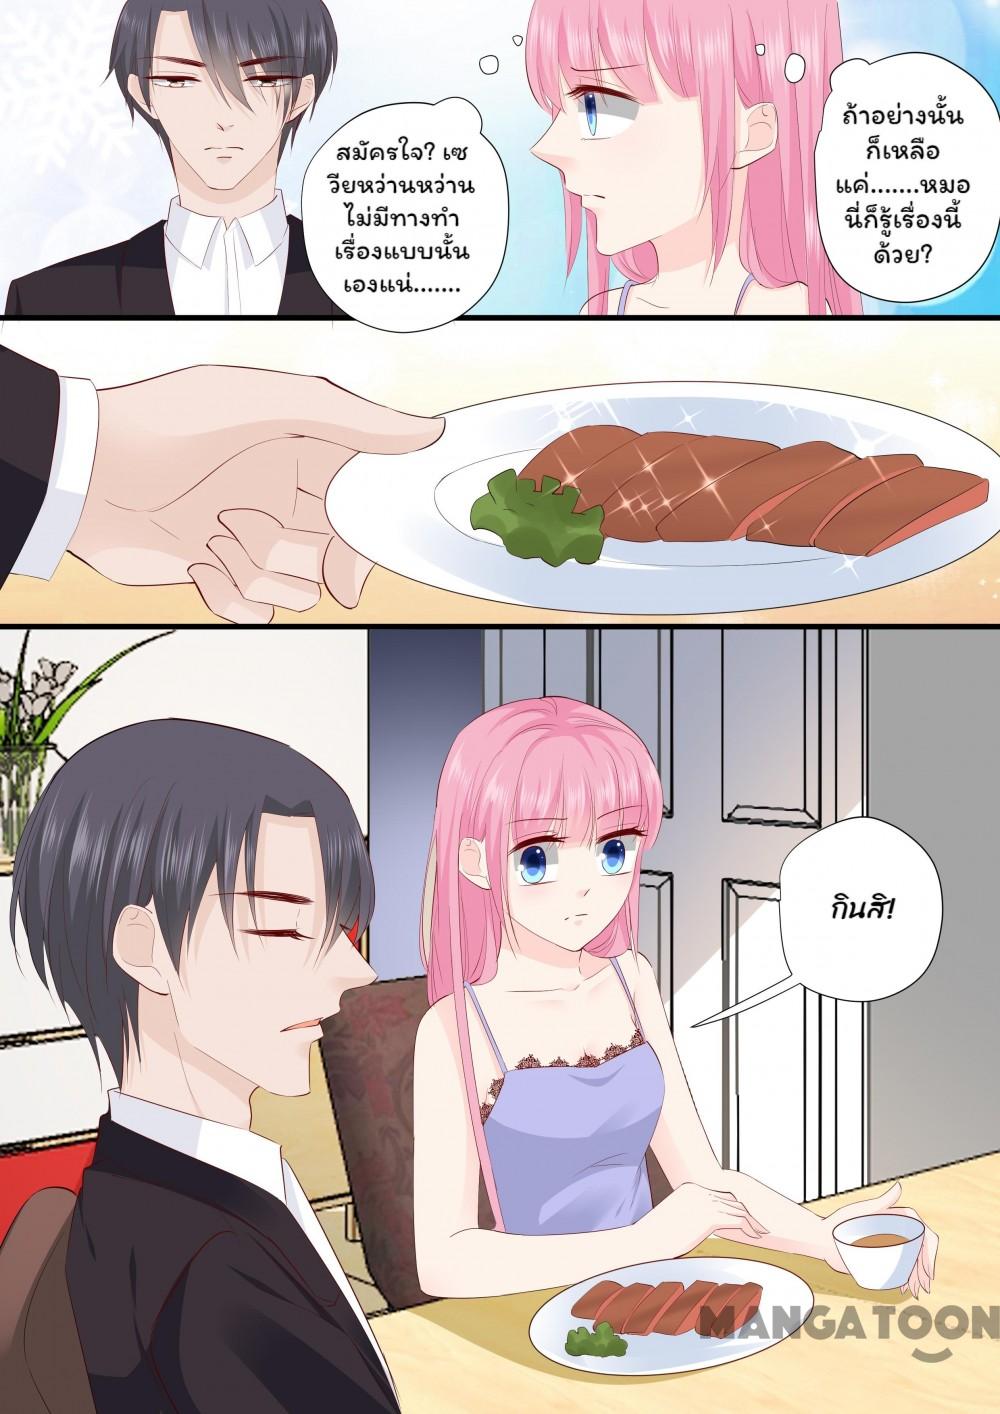 สมัครใจ? เซ
วียหว่านหว่าน
ไม่มีทางทำ
เรื่องแบบนั้น
เองแน่.......
ถ้าอย่างนั้น
ก็เหลือ
แค่.......หมอ
นี่ก็รู้เรื่องนี้
ด้วย?
กินสิ!
MANGATOON